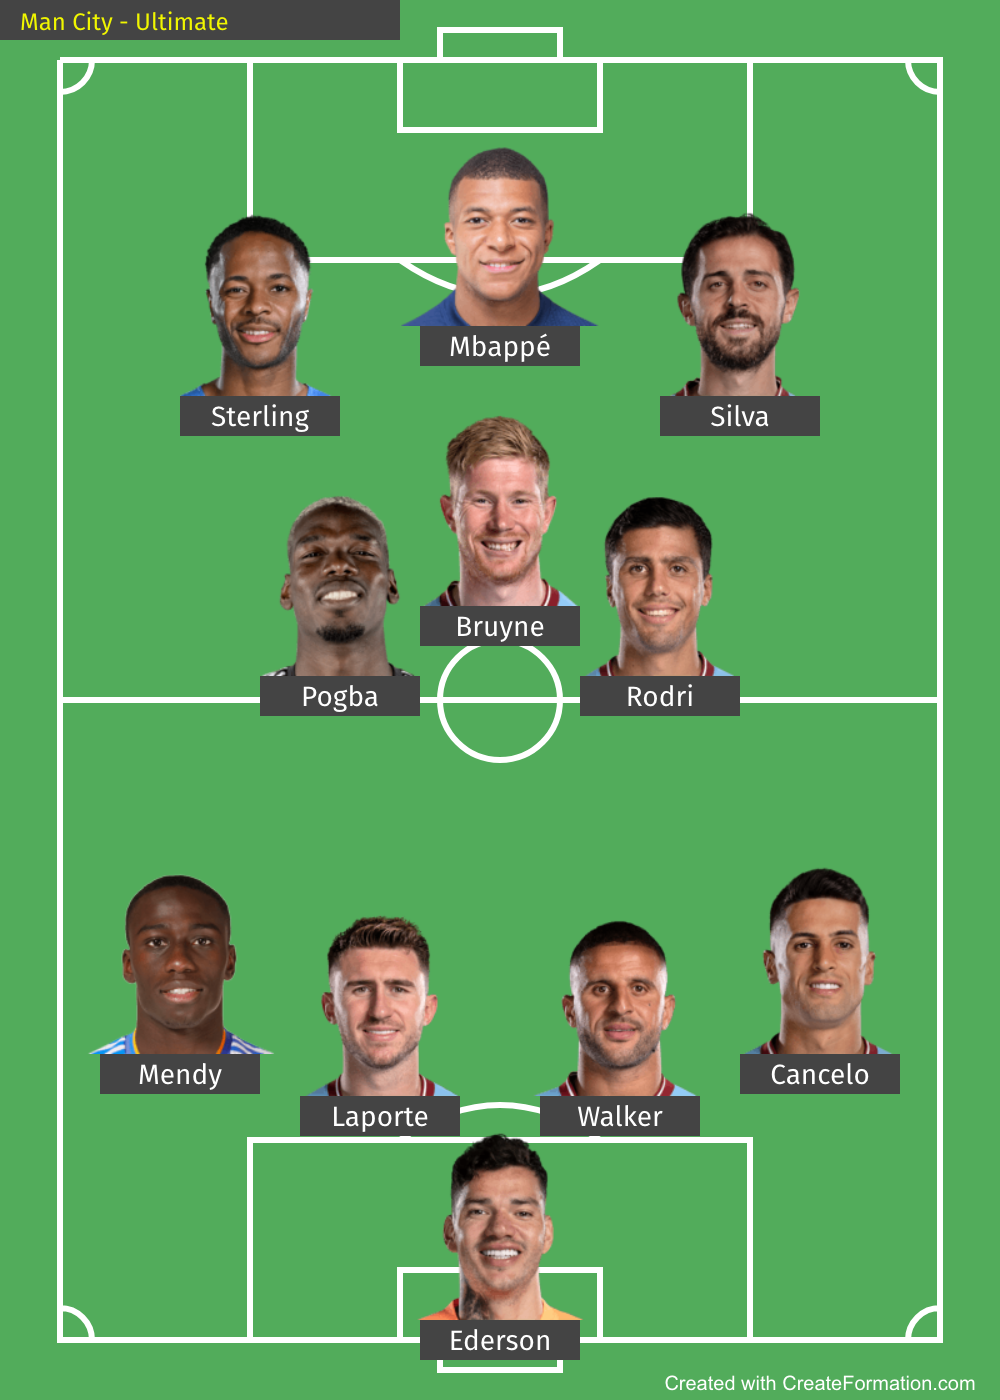 Man City - Ultimate
Mbappé
Sterling
Silva
Bruyne
Pogba
Rodri
Mendy
Cancelo
Laporte
Walker
Ederson
Created with CreateFormation.com